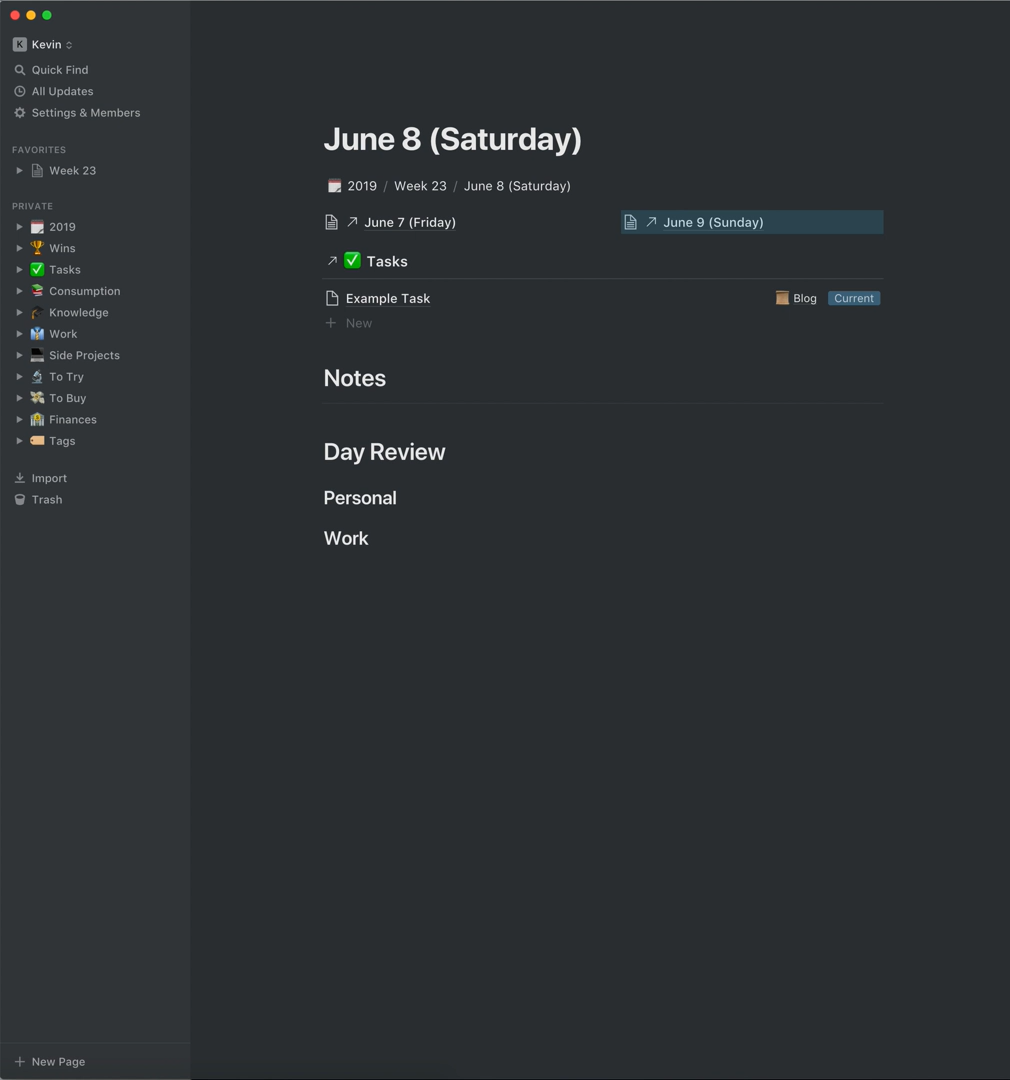 K Kevin
Quick Find
All Updates
Settings & Members
FAVORITES
Week 23
PRIVATE
2019
Wins
Tasks
Consumption
Knowledge
Work
Side Projects
To Try
To Buy
Finances
Tags
Import
Trash
New Page
June 8 (Saturday)
2019 / Week 23 / June 8 (Saturday)
June 7 (Friday) June 9 (Sunday)
Tasks
Example Task Blog Current
New
Notes
Day Review
Personal
Work